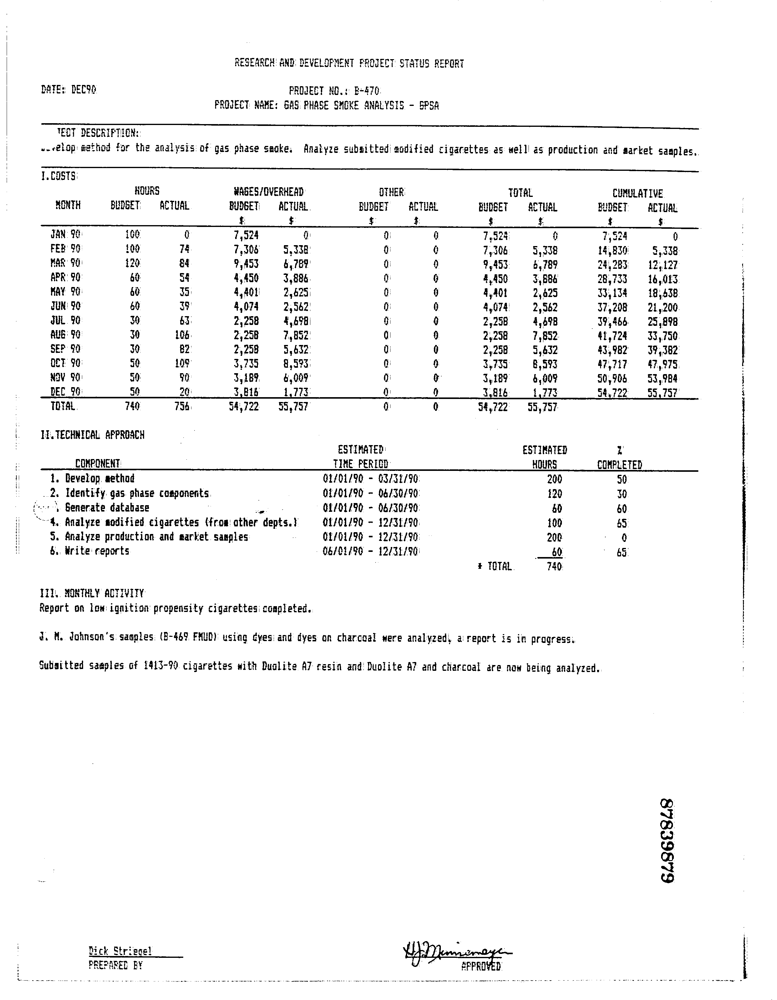 RESEARCH AND DEVELOPMENT PROJECT STATUS REPORT
DATE: DEC90 PROJECT NO.: B-470
PROJECT NAME: GAS PHASE SMOKE ANALYSIS - GPSA
JECT DESCRIPTION:
elop method for the analysis of gas phase smoke. Analyze submitted modified cigarettes as well as production and market samples.
I.COSTS
HOURS WAGES/OVERHEAD OTHER TOTAL CUMULATIVE
MONTH BUDGET ACTUAL BUDGET ACTUAL BUDGET ACTUAL BUDGET ACTUAL BUDGET ACTUAL
$ $ $ $ $ $ $ $
JAN 90 100 0 7,524 0 0 0 7,524 0 7,524 0
FEB 90 100 74 7,306 5,338 0 0 7,306 5,338 14,830 5,338
MAR 90 120 84 9,453 6,789 0 0 9,453 6,789 24,283 12,127
APR 90 60 54 4,450 3,886 0 0 4,450 3,886 28,733 16,013
MAY 90 60 35 4,401 2,625 0 0 4,401 2,625 33,134 18,638
JUN 90 60 39 4,074 2,562 0 0 4,074 2,562 37,208 21,200
JUL 90 30 63 2,258 4,698 0 0 2,258 4,698 39,466 25,898
AUG 90 30 106 2,258 7,852 0 0 2,258 7,852 41,724 33,750
SEP 90 30 82 2,258 5,632 0 0 2,258 5,632 43,982 39,382
OCT 90 50 109 3,735 8,593 0 0 3,735 8,593 47,717 47,975
NOV 90 50 90 3,189 6,009 0 0 3,189 6,009 50,906 53,984
DEC 90 50 20 3,816 1,773 0 0 3,816 1,773 54,722 55,757
TOTAL 740 756 54,722 55,757 0 0 54,722 55,757
II.TECHNICAL APPROACH
ESTIMATED ESTIMATED %
COMPONENT TIME PERIOD HOURS COMPLETED
1. Develop method 01/01/90 - 03/31/90 200 50
2. Identify gas phase components 01/01/90 - 06/30/90 120 30
Generate database 01/01/90 - 06/30/90 60 60
4. Analyze modified cigarettes (from other depts.) 01/01/90 - 12/31/90 100 65
5. Analyze production and market samples 01/01/90 - 12/31/90 200 0
6. Write reports 06/01/90 - 12/31/90 60 65
* TOTAL 740
III. MONTHLY ACTIVITY
Report on low ignition propensity cigarettes completed.
J. M. Johnson's samples (B-469 FMUD) using dyes and dyes on charcoal were analyzed, a report is in progress.
Submitted samples of 1413-90 cigarettes with Duolite A7 resin and Duolite A7 and charcoal are now being analyzed.
87839879
Dick Striegel
PREPARED BY APPROVED